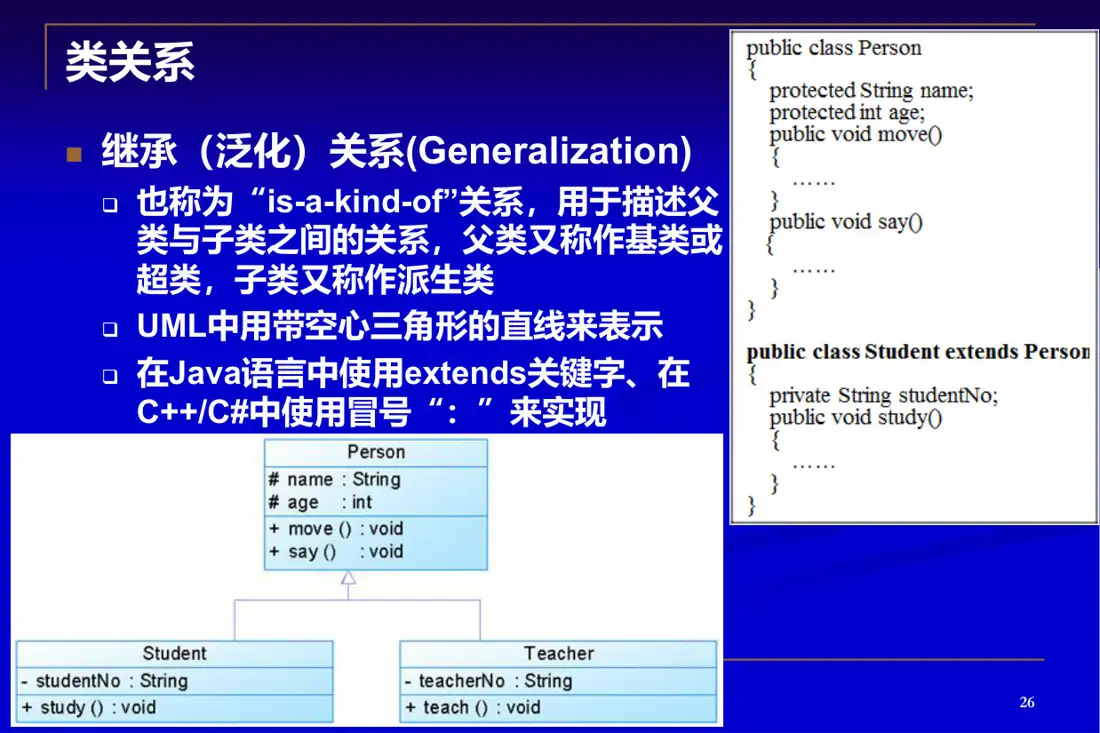 类关系
继承（泛化）关系(Generalization)
也称为“is-a-kind-of”关系，用于描述父
类与子类之间的关系，父类又称作基类或
超类，子类又称作派生类
UML中用带空心三角形的直线来表示
在Java语言中使用extends关键字、在
C++/C#中使用冒号“：”来实现
public class Person
{
protected String name;
protected int age;
public void move()
{
……
}
public void say()
{
……
}
}
public class Student extends Person
{
private String studentNo;
public void study()
{
……
}
}
Person
# name : String
# age : int
+ move () : void
+ say () : void
Student
- studentNo : String
+ study () : void
Teacher
- teacherNo : String
+ teach () : void
26